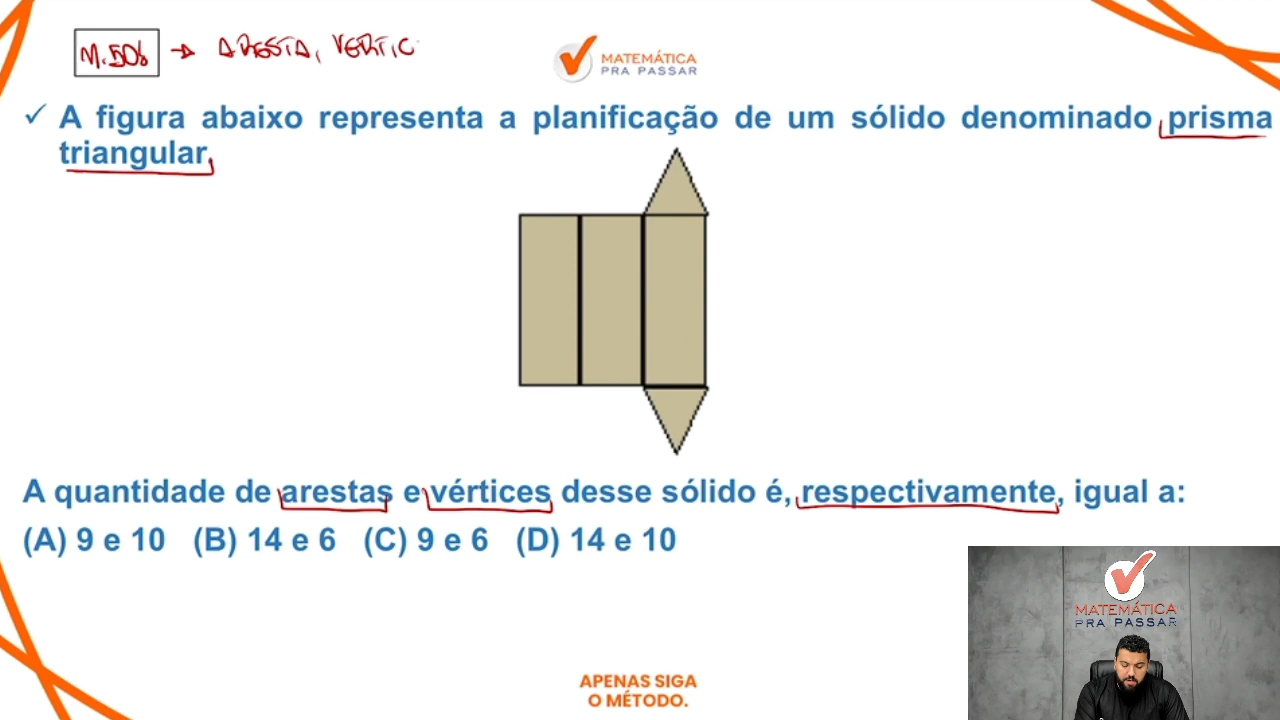 M.506 → ARESTA, VÉRTIC
MATEMÁTICA
PRA PASSAR
✓ A figura abaixo representa a planificação de um sólido denominado prisma
triangular.
A quantidade de arestas e vértices desse sólido é, respectivamente, igual a:
(A) 9 e 10 (B) 14 e 6 (C) 9 e 6 (D) 14 e 10
MATEMÁTICA
PRA PASSAR
APENAS SIGA
O MÉTODO.